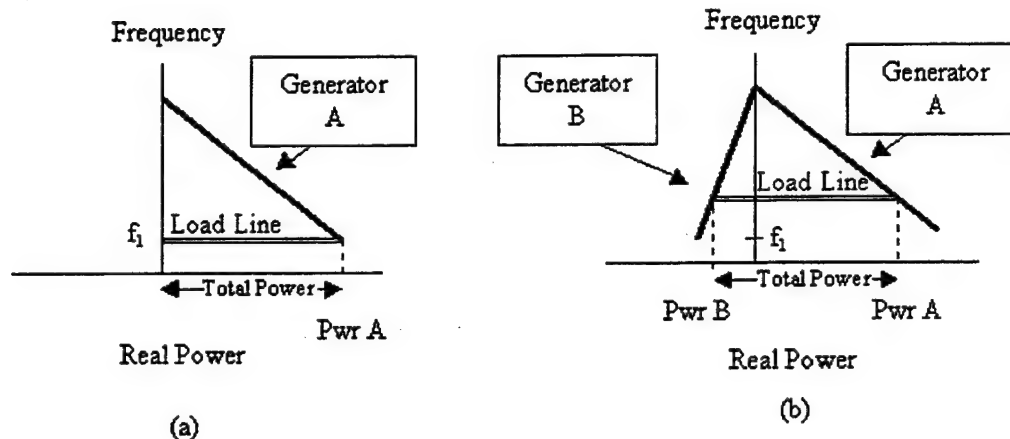 Frequency
Generator
A
Load Line
f₁
Total Power
Pwr A
Real Power
(a)
Frequency
Generator
B
Generator
A
Load Line
f₁
Total Power
Pwr B
Pwr A
Real Power
(b)